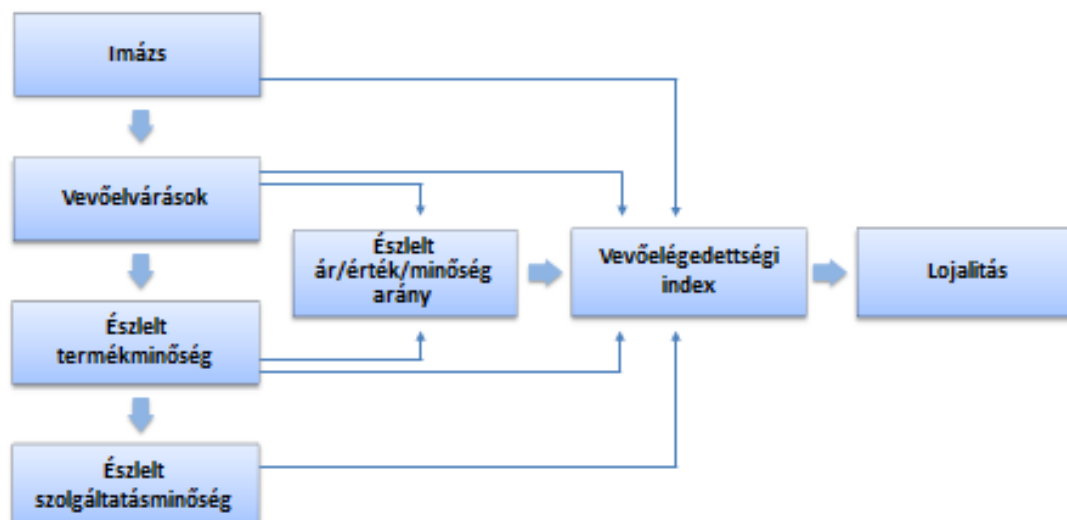 Imázs
Vevőelvárások
Észlelt
termékminőség
Észlelt
szolgáltatásminőség
Észlelt
ár/érték/minőség
arány
Vevőelégedettségi
index
Lojalitás